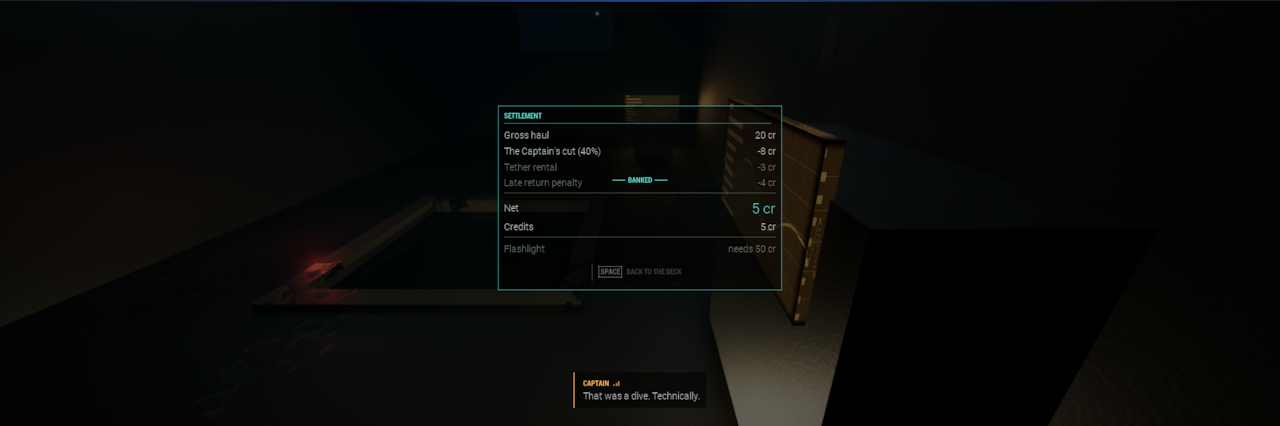 SETTLEMENT
Gross haul 20 cr
The Captain's cut (40%) -8 cr
Tether rental -3 cr
BANKED
Late return penalty -4 cr
Net 5 cr
Credits 5 cr
Flashlight needs 50 cr
SPACE BACK TO THE DECK
CAPTAIN
That was a dive. Technically.